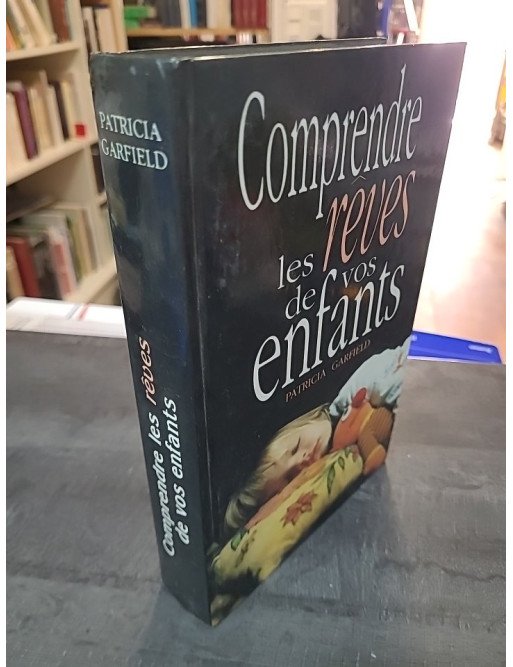 PATRICIA
GARFIELD
Comprendre les rêves
de vos enfants
Comprendre
les rêves
de vos
enfants
PATRICIA GARFIELD